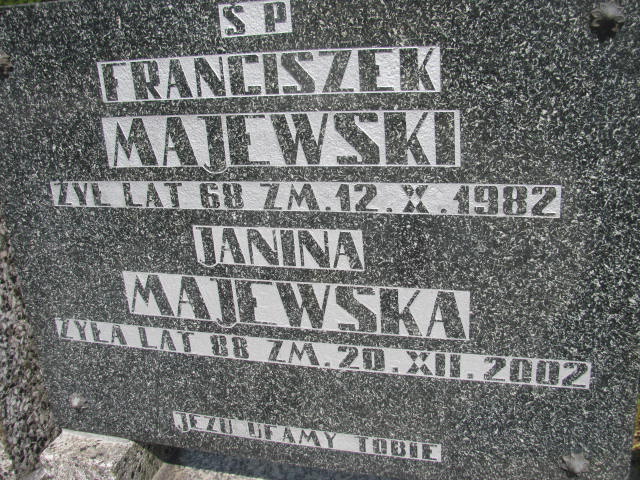 S P
FRANCISZEK
MAJEWSKI
ŻYŁ LAT 68 ZM. 12. X. 1982
JANINA
MAJEWSKA
ŻYŁA LAT 88 ZM. 20. XII. 2002
JEZU UFAMY TOBIE